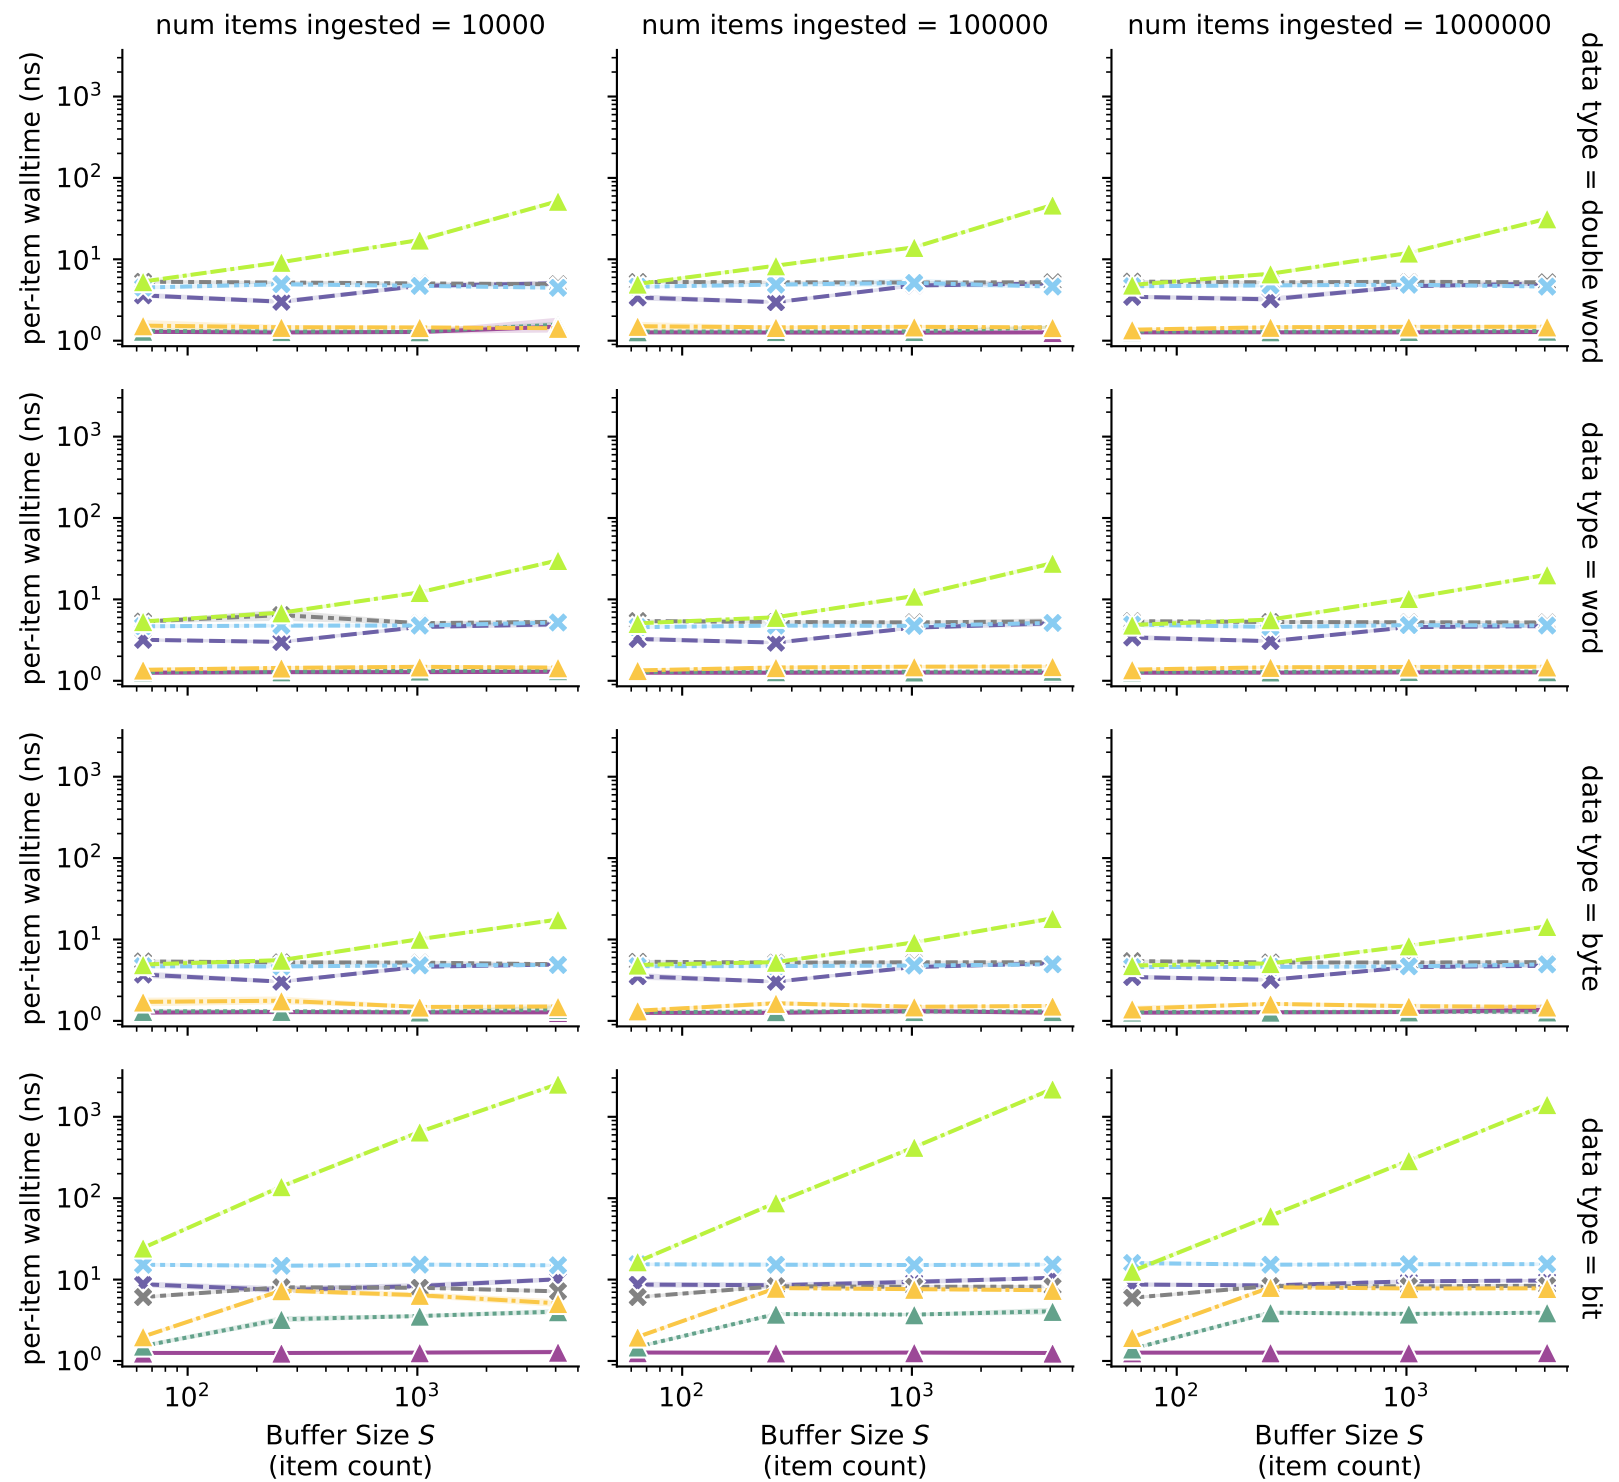 num items ingested = 10000
num items ingested = 100000
num items ingested = 1000000
per-item walltime (ns)
10³
10²
10¹
10⁰
data type = double word
per-item walltime (ns)
10³
10²
10¹
10⁰
data type = word
per-item walltime (ns)
10³
10²
10¹
10⁰
data type = byte
per-item walltime (ns)
10³
10²
10¹
10⁰
data type = bit
10² 10³
10² 10³
10² 10³
Buffer Size S
(item count)
Buffer Size S
(item count)
Buffer Size S
(item count)